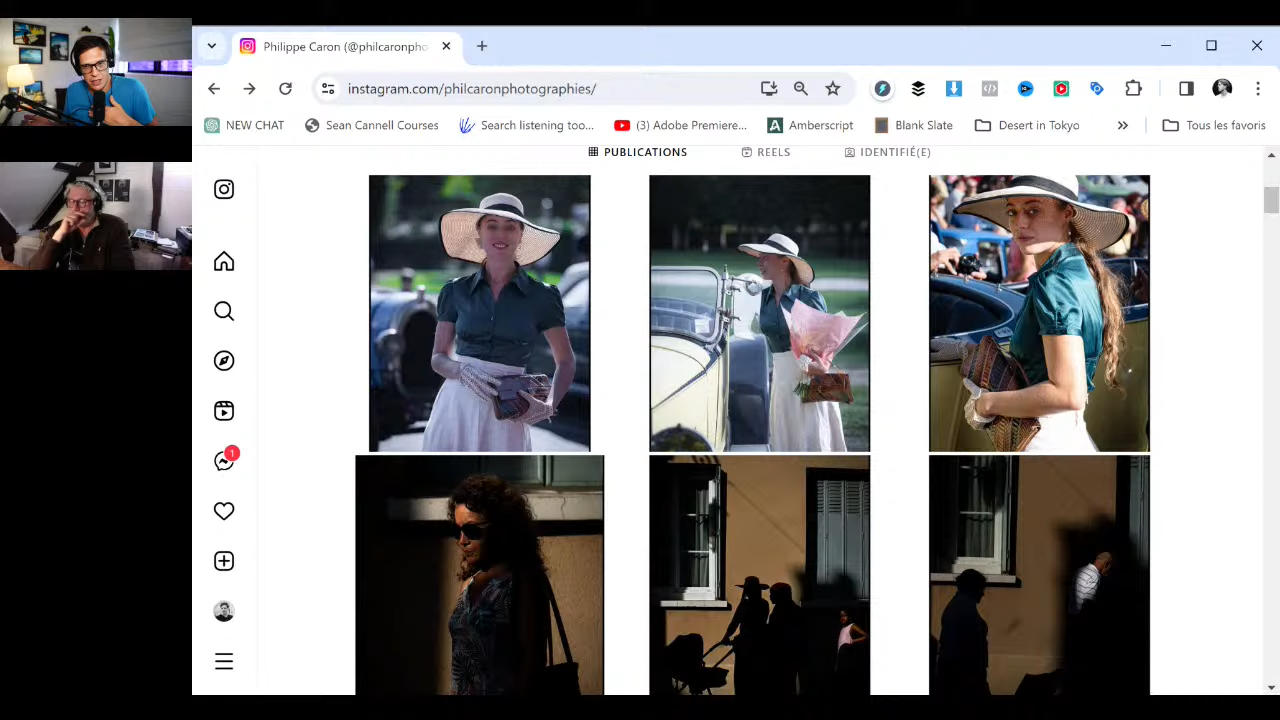 Philippe Caron (@philcaronpho
instagram.com/philcaronphotographies/
NEW CHAT
Sean Cannell Courses
Search listening too...
(3) Adobe Premiere...
Amberscript
Blank Slate
Desert in Tokyo
Tous les favoris
PUBLICATIONS
REELS
IDENTIFIÉ(E)
1